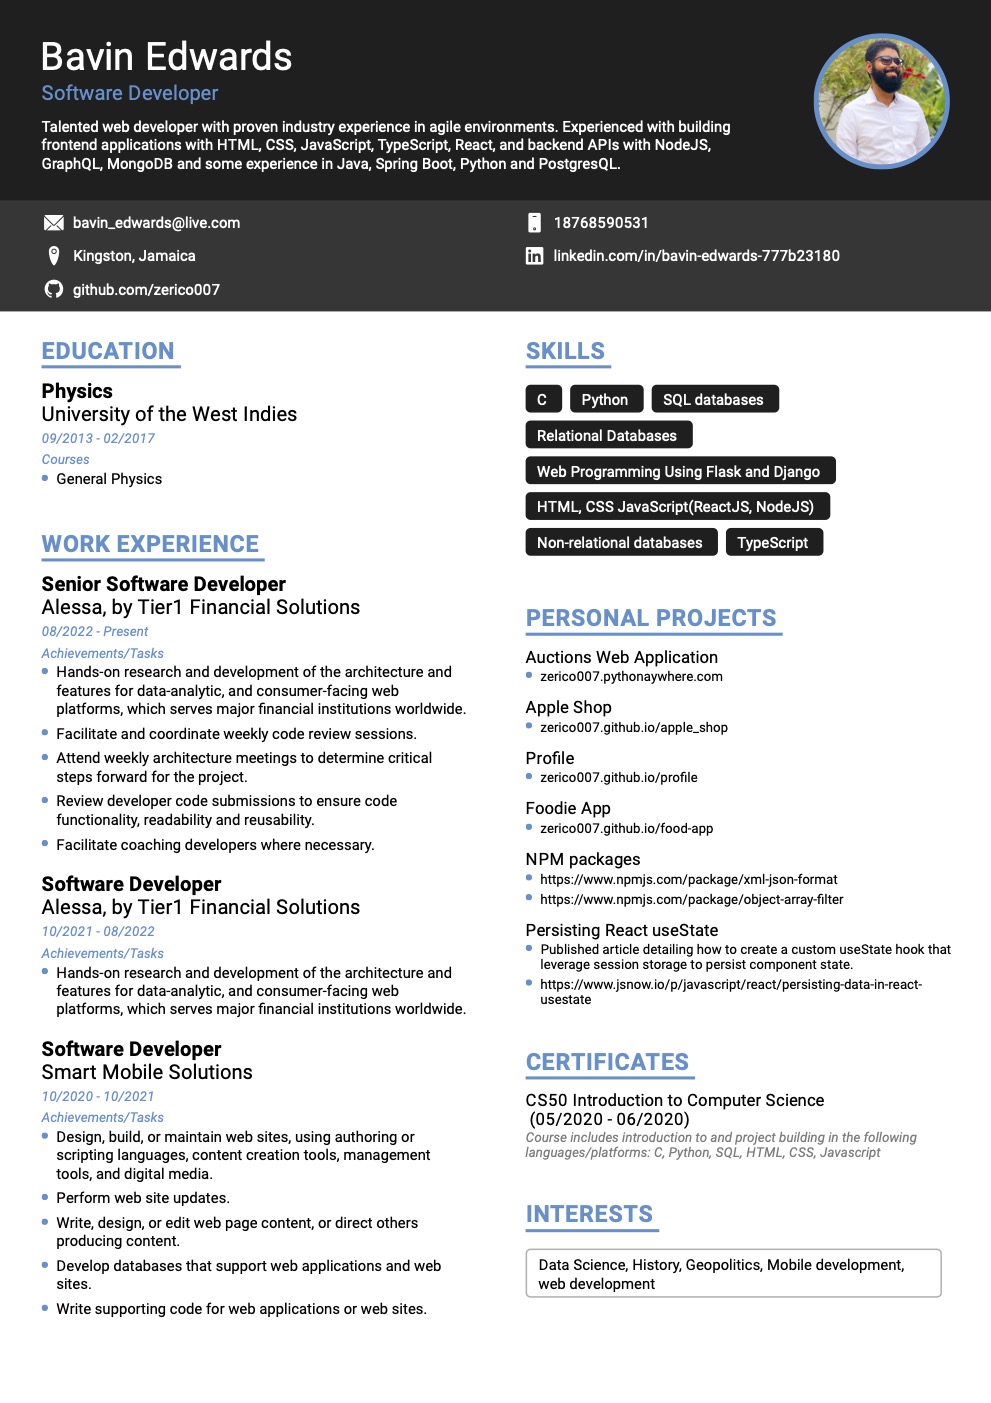 Bavin Edwards
Software Developer
Talented web developer with proven industry experience in agile environments. Experienced with building
frontend applications with HTML, CSS, JavaScript, TypeScript, React, and backend APIs with NodeJS,
GraphQL, MongoDB and some experience in Java, Spring Boot, Python and PostgresQL.
bavin_edwards@live.com
18768590531
Kingston, Jamaica
linkedin.com/in/bavin-edwards-777b23180
github.com/zerico007
EDUCATION
Physics
University of the West Indies
09/2013 - 02/2017
Courses
General Physics
WORK EXPERIENCE
Senior Software Developer
Alessa, by Tier1 Financial Solutions
08/2022 - Present
Achievements/Tasks
Hands-on research and development of the architecture and
features for data-analytic, and consumer-facing web
platforms, which serves major financial institutions worldwide.
Facilitate and coordinate weekly code review sessions.
Attend weekly architecture meetings to determine critical
steps forward for the project.
Review developer code submissions to ensure code
functionality, readability and reusability.
Facilitate coaching developers where necessary.
Software Developer
Alessa, by Tier1 Financial Solutions
10/2021 - 08/2022
Achievements/Tasks
Hands-on research and development of the architecture and
features for data-analytic, and consumer-facing web
platforms, which serves major financial institutions worldwide.
Software Developer
Smart Mobile Solutions
10/2020 - 10/2021
Achievements/Tasks
Design, build, or maintain web sites, using authoring or
scripting languages, content creation tools, management
tools, and digital media.
Perform web site updates.
Write, design, or edit web page content, or direct others
producing content.
Develop databases that support web applications and web
sites.
Write supporting code for web applications or web sites.
SKILLS
C Python SQL databases
Relational Databases
Web Programming Using Flask and Django
HTML, CSS JavaScript(ReactJS, NodeJS)
Non-relational databases TypeScript
PERSONAL PROJECTS
Auctions Web Application
zerico007.pythonaywhere.com
Apple Shop
zerico007.github.io/apple_shop
Profile
zerico007.github.io/profile
Foodie App
zerico007.github.io/food-app
NPM packages
https://www.npmjs.com/package/xml-json-format
https://www.npmjs.com/package/object-array-filter
Persisting React useState
Published article detailing how to create a custom useState hook that
leverage session storage to persist component state.
https://www.jsnow.io/p/javascript/react/persisting-data-in-react-
usestate
CERTIFICATES
CS50 Introduction to Computer Science
(05/2020 - 06/2020)
Course includes introduction to and project building in the following
languages/platforms: C, Python, SQL, HTML, CSS, Javascript
INTERESTS
Data Science, History, Geopolitics, Mobile development,
web development